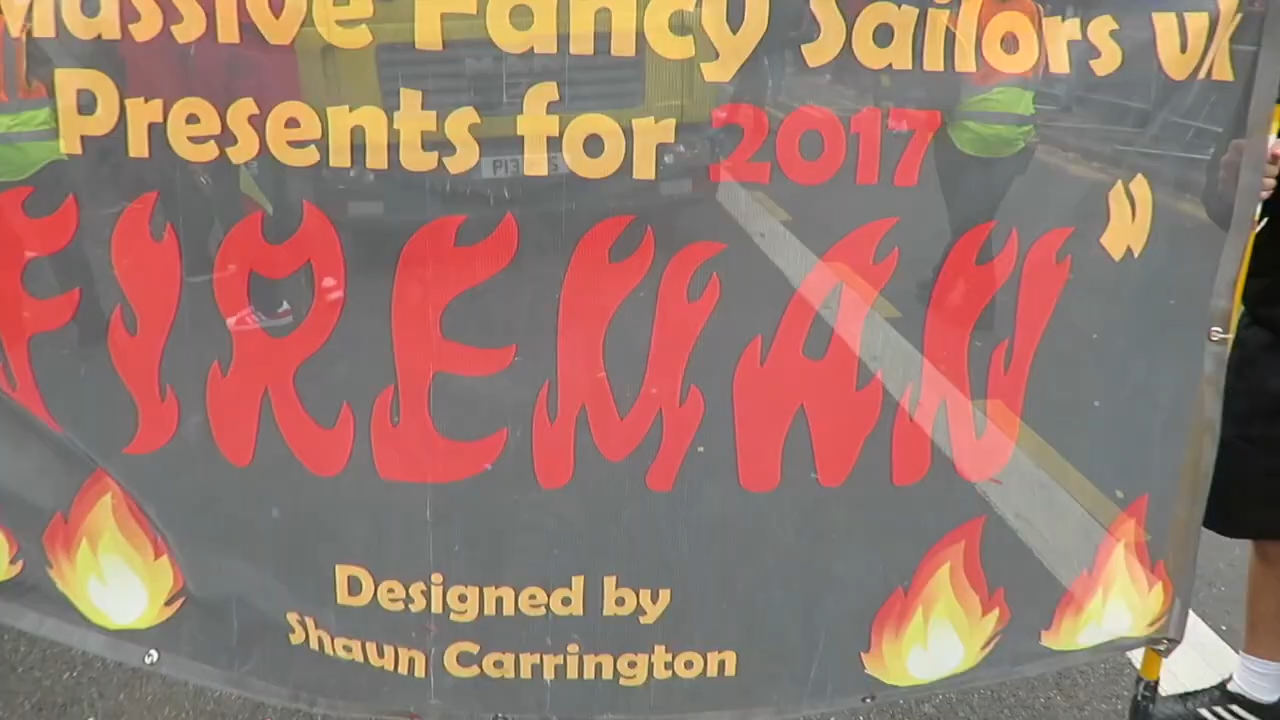 Massive Fancy Sailors uk
Presents for 2017
FIREMAN"
Designed by
Shaun Carrington